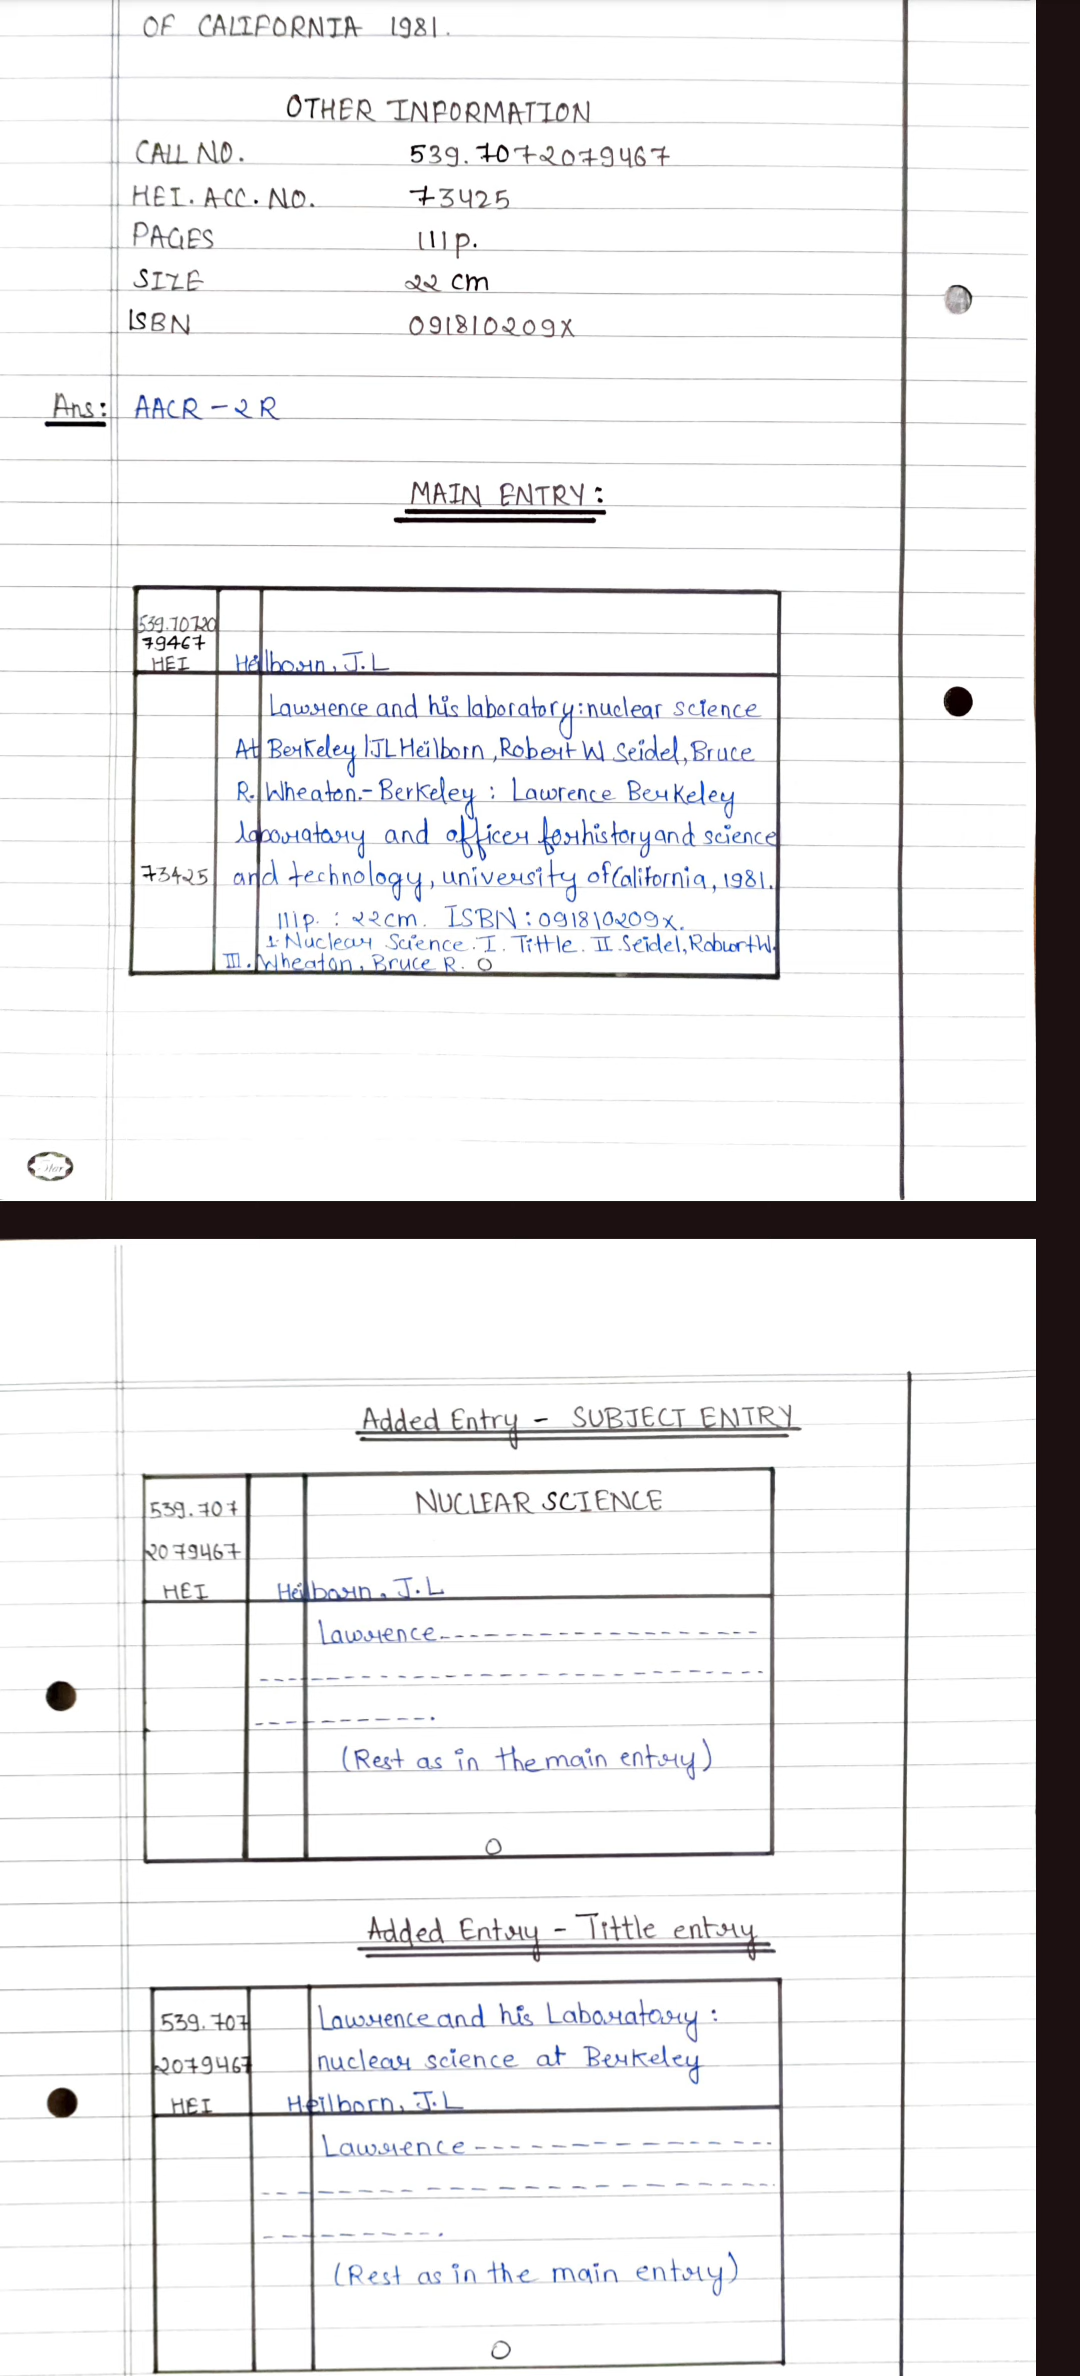 OF CALIFORNIA 1981.
OTHER INFORMATION
CALL NO. 539.7072079467
HEI. ACC. NO. 73425
PAGES 111p.
SIZE 22 cm
ISBN 091810209X
Ans: AACR-2R
MAIN ENTRY:
539.70720
79467
HEI Heilborn, J.L
Lawrence and his laboratory: nuclear science
At Berkeley / JL Heilborn, Robert W Seidel, Bruce
R. Wheaton.- Berkeley : Lawrence Berkeley
laboratory and officer for history and science
73425 and technology, university of California, 1981.
111p. : 22cm. ISBN : 091810209x.
1. Nuclear Science. I. Tittle. II. Seidel, Robert W.
III. Wheaton, Bruce R. O
Star
Added Entry - SUBJECT ENTRY
539.707 NUCLEAR SCIENCE
2079467
HEI Heilborn, J.L
Lawrence
(Rest as in the main entry)
O
Added Entry - Tittle entry
539.707 Lawrence and his Laboratory :
2079467 nuclear science at Berkeley
HEI Heilborn, J.L
Lawrence
(Rest as in the main entry)
O